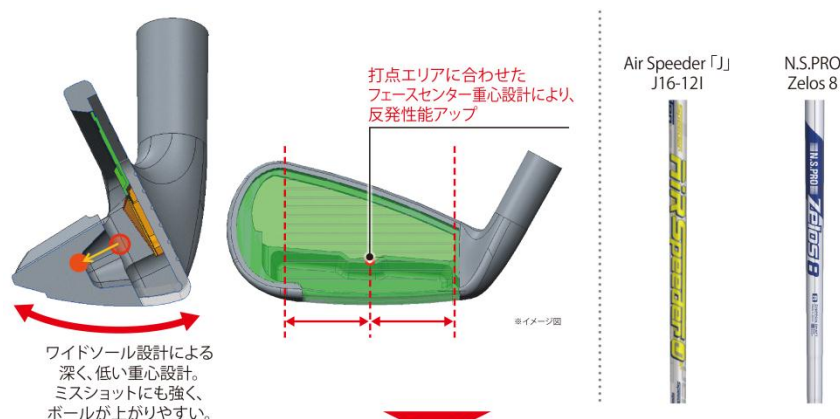 打点エリアに合わせた
フェースセンター重心設計により、
反発性能アップ
※イメージ図
ワイドソール設計による
深く、低い重心設計。
ミスショットにも強く、
ボールが上がりやすい。
Air Speeder「J」
J16-12I
N.S.PRO
Zelos 8
AiR Speeder J
N.S.PRO
Zelos 8